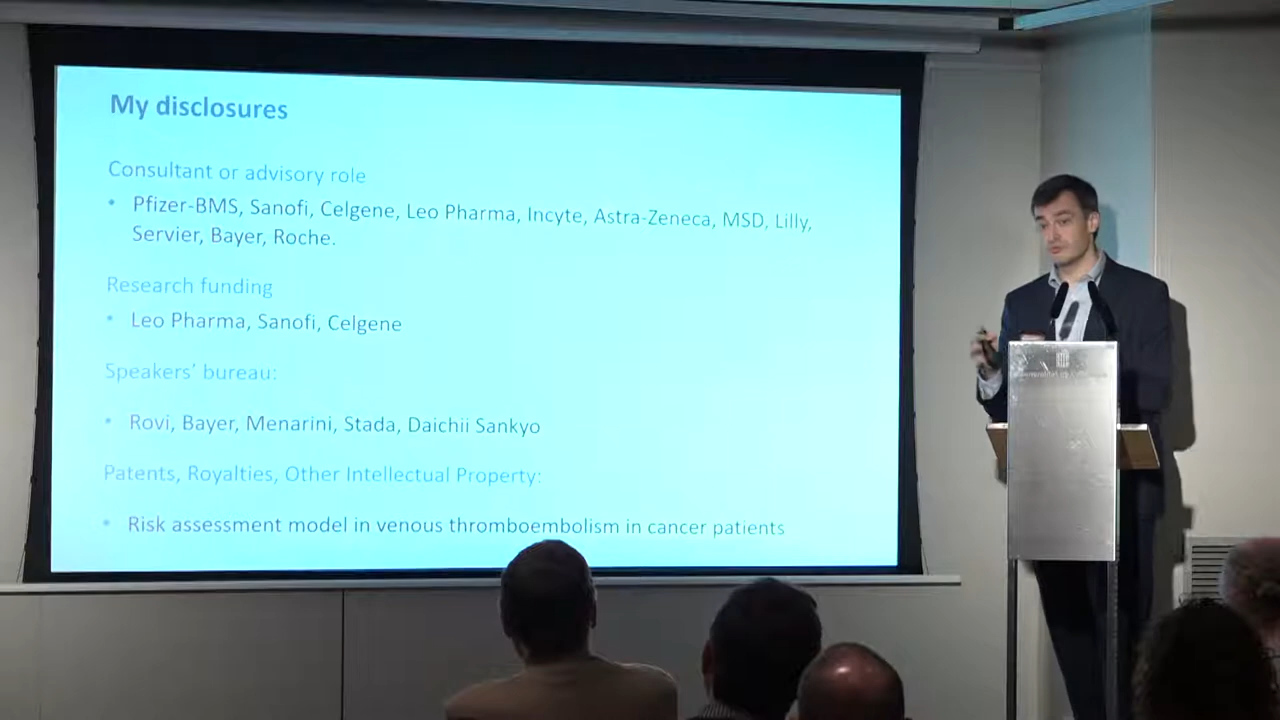 My disclosures
Consultant or advisory role
• Pfizer-BMS, Sanofi, Celgene, Leo Pharma, Incyte, Astra-Zeneca, MSD, Lilly,
Servier, Bayer, Roche.
Research funding
• Leo Pharma, Sanofi, Celgene
Speakers’ bureau:
• Rovi, Bayer, Menarini, Stada, Daichii Sankyo
Patents, Royalties, Other Intellectual Property:
• Risk assessment model in venous thromboembolism in cancer patients